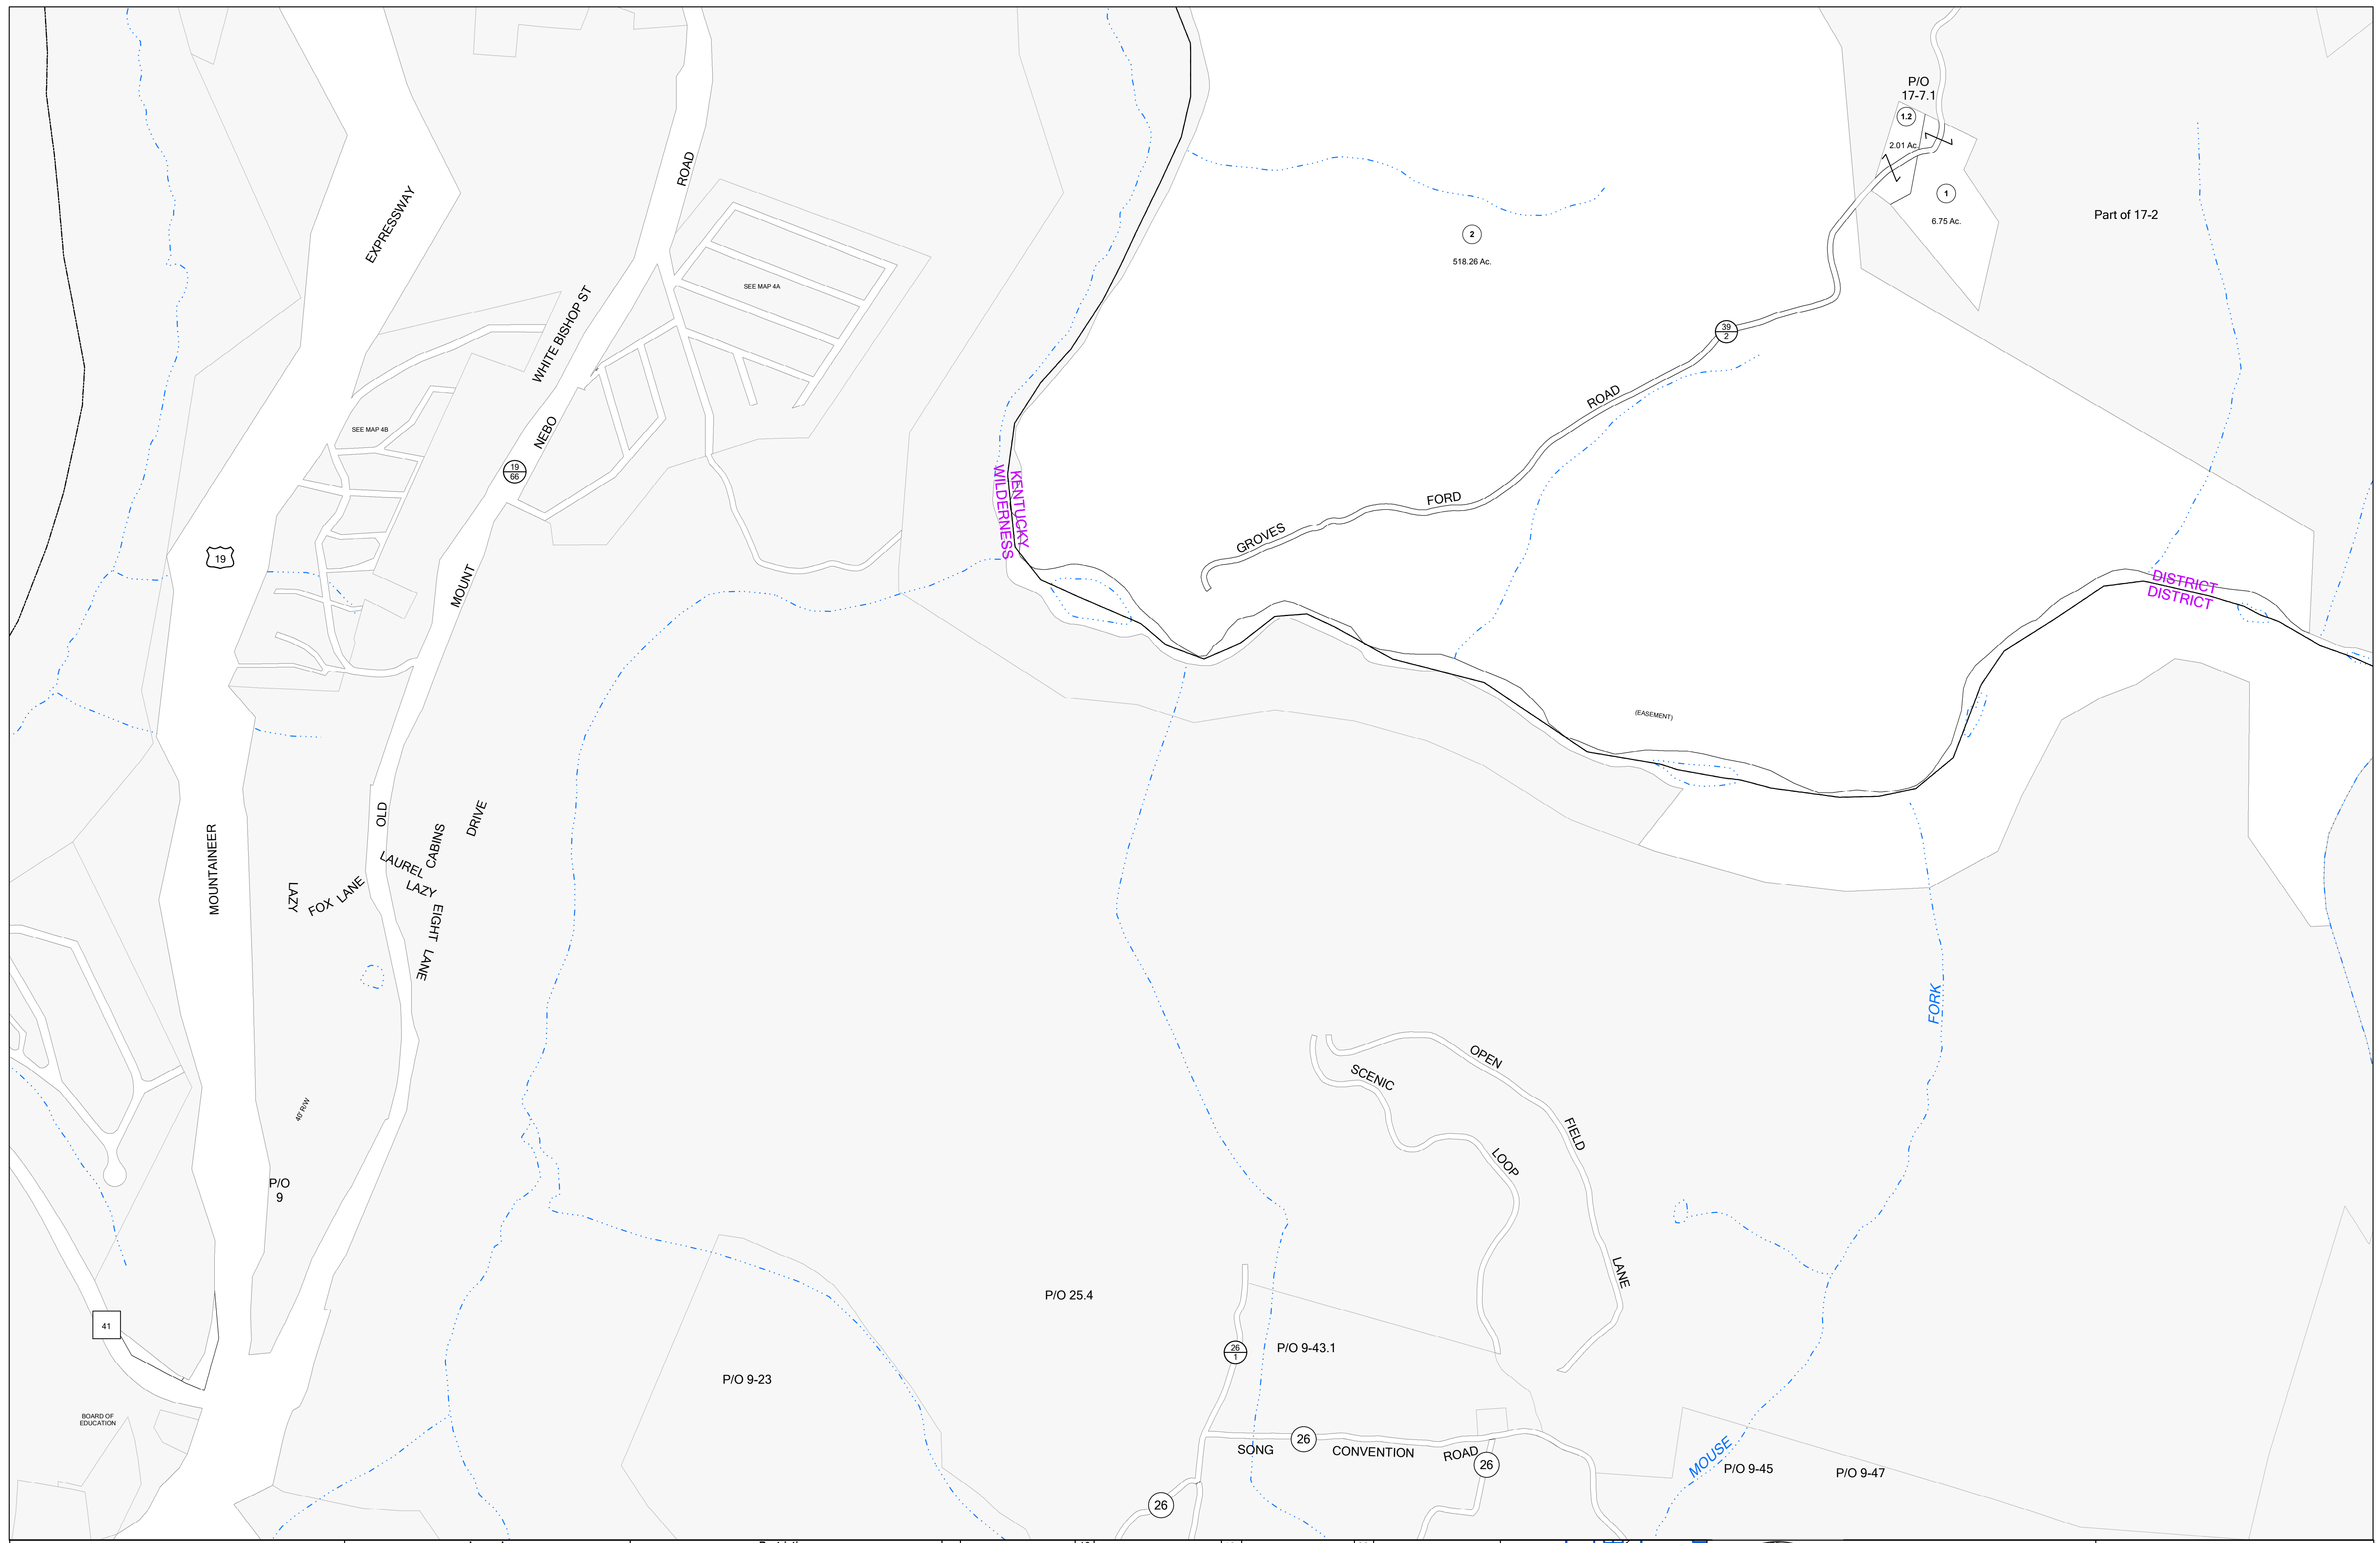 P/O
17-7.1
1.2
2.01 Ac.
1
6.75 Ac.
Part of 17-2
ROAD
EXPRESSWAY
2
518.26 Ac.
SEE MAP 4A
WHITE BISHOP ST
39
2
ROAD
SEE MAP 4B
NEBO
19
66
KENTUCKY
WILDERNESS
FORD
GROVES
19
MOUNT
DISTRICT
DISTRICT
(EASEMENT)
OLD
DRIVE
CABINS
LAUREL
MOUNTAINEER
LAZY
FOX LANE
LAZY
EIGHT LANE
FORK
OPEN
SCENIC
FIELD
LOOP
LANE
40' R/W
P/O
9
41
P/O 25.4
26
1
P/O 9-43.1
P/O 9-23
BOARD OF
EDUCATION
26
SONG CONVENTION ROAD
26
26
MOUSE
P/O 9-45
P/O 9-47